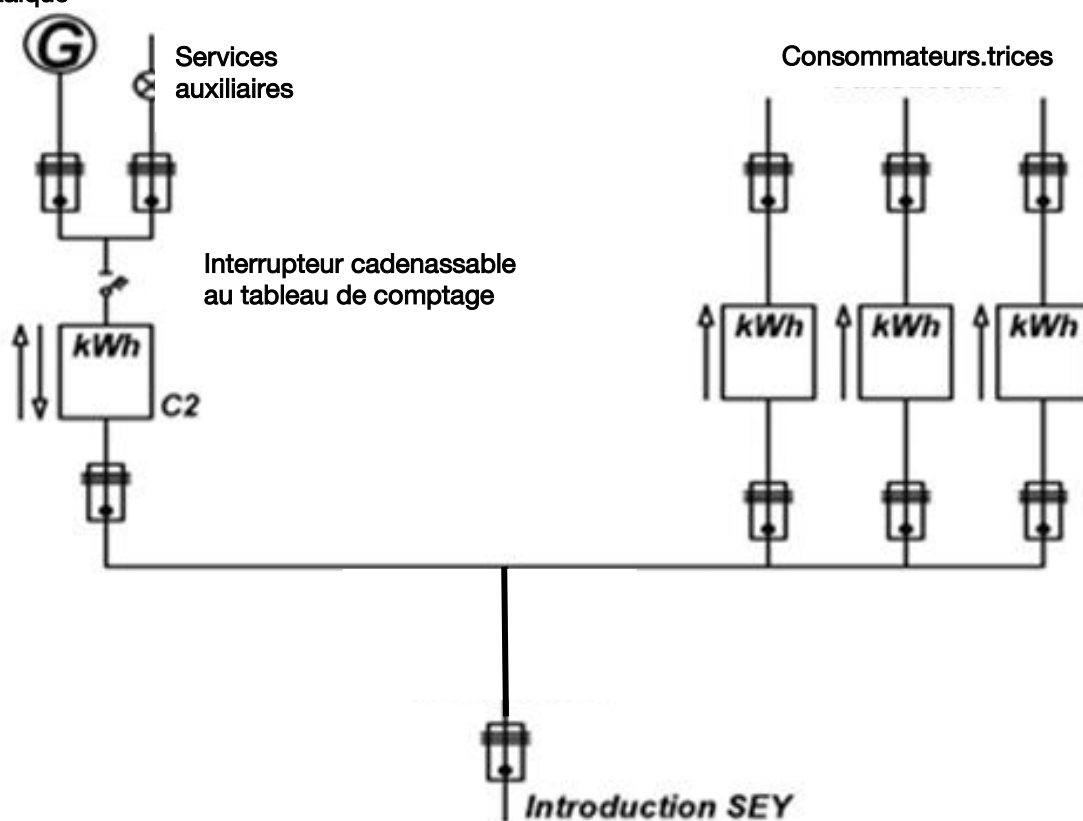 G
Services
auxiliaires
Consommateurs.trices
Interrupteur cadenassable
au tableau de comptage
kWh
C2
kWh
kWh
kWh
Introduction SEY